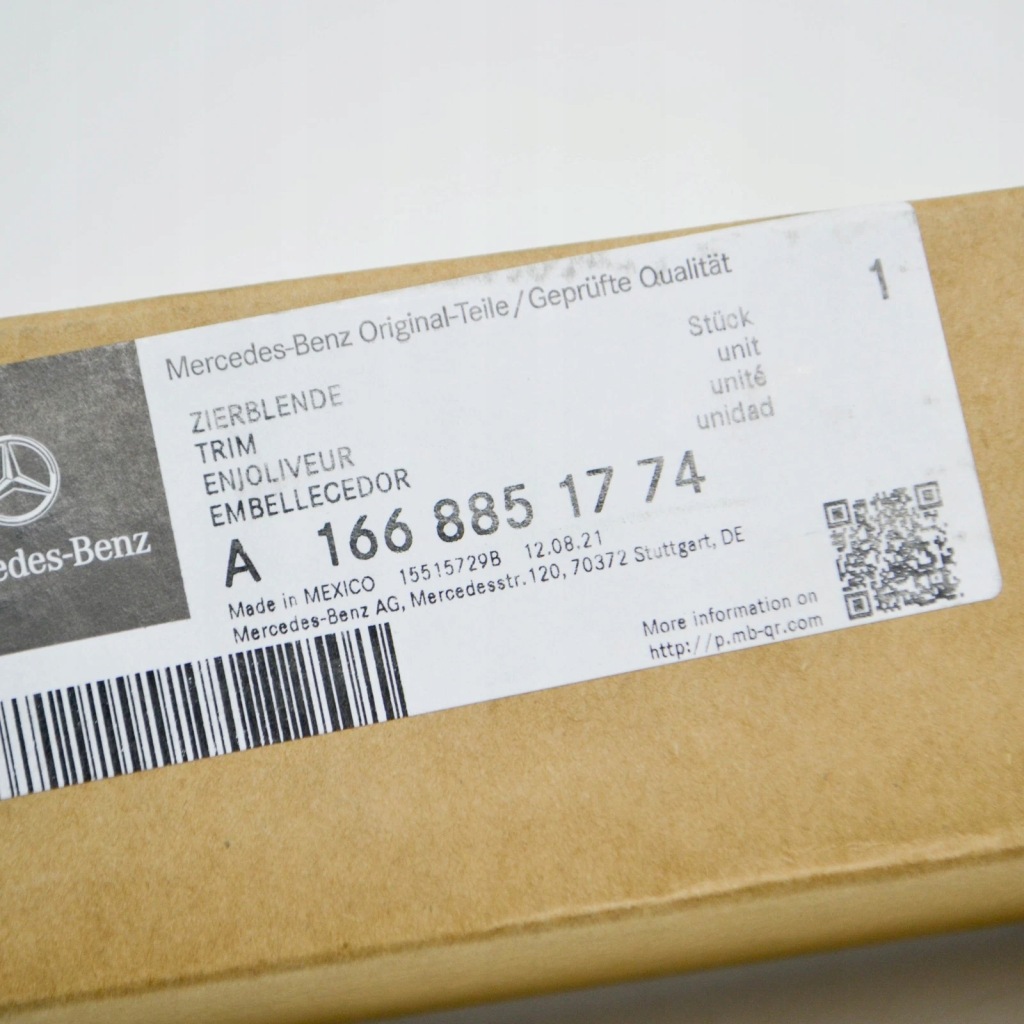 Mercedes-Benz Original-Teile/Geprüfte Qualität
1
ZIERBLENDE
TRIM
ENJOLIVEUR
EMBELLECEDOR
Stück
unit
unité
unidad
A 166 885 17 74
Made in MEXICO 15515729B 12.08.21
Mercedes-Benz AG, Mercedesstr.120, 70372 Stuttgart, DE
More information on
http://p.mb-qr.com
edes-Benz